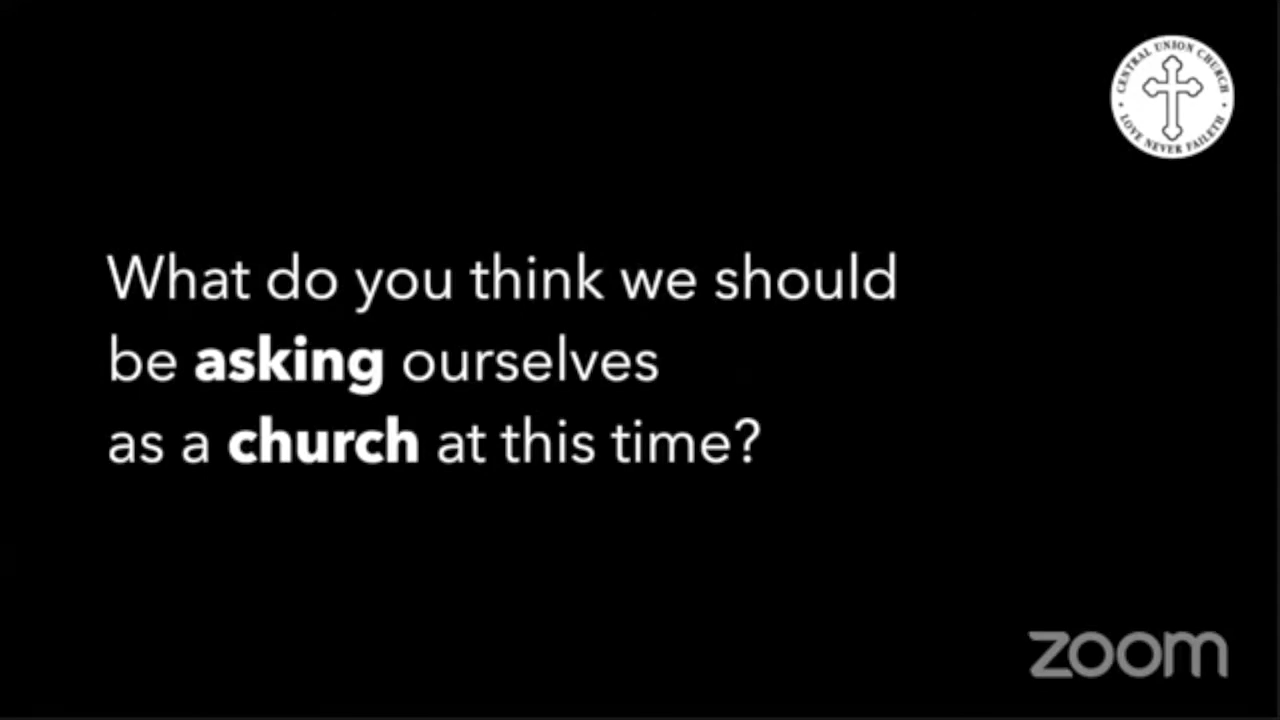 CENTRAL UNION CHURCH
LOVE NEVER FAILETH
What do you think we should
be asking ourselves
as a church at this time?
zoom